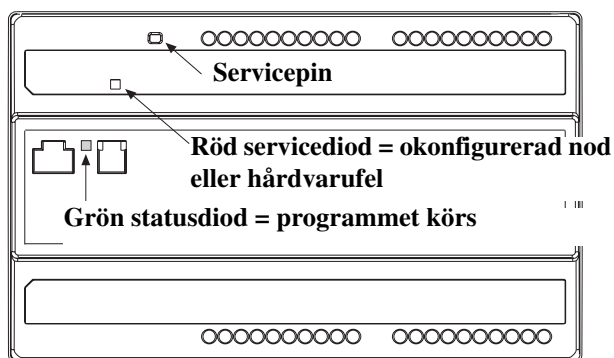 Servicepin
Röd servicediod = okonfigurerad nod
eller hårdvarufel
Grön statusdiod = programmet körs